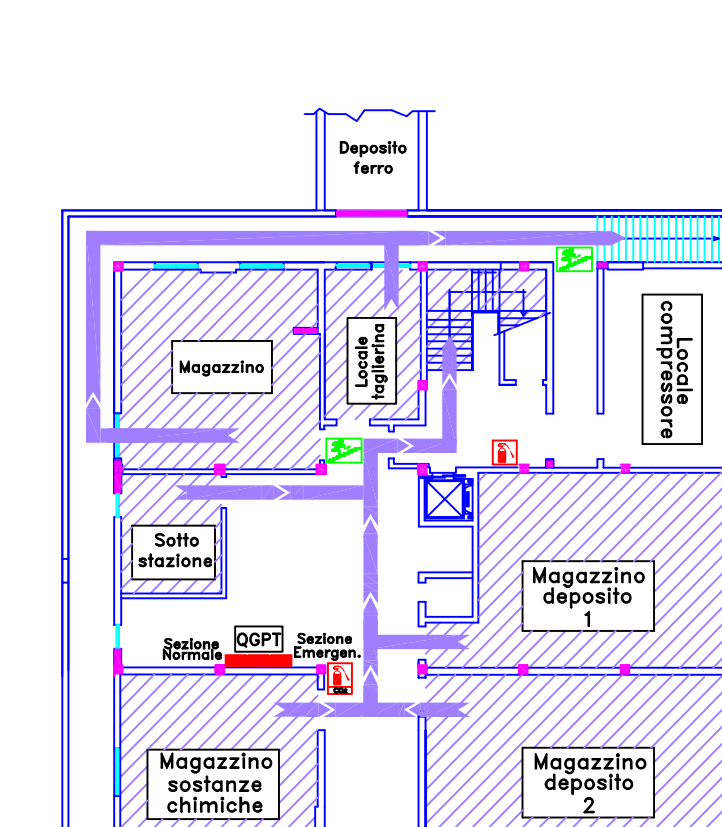 Deposito
ferro
Magazzino
Locale
taglierina
Locale
compressore
Sotto
stazione
Magazzino
deposito
1
Sezione
Normale
QGPT
Sezione
Emergen.
CO2
Magazzino
sostanze
chimiche
Magazzino
deposito
2